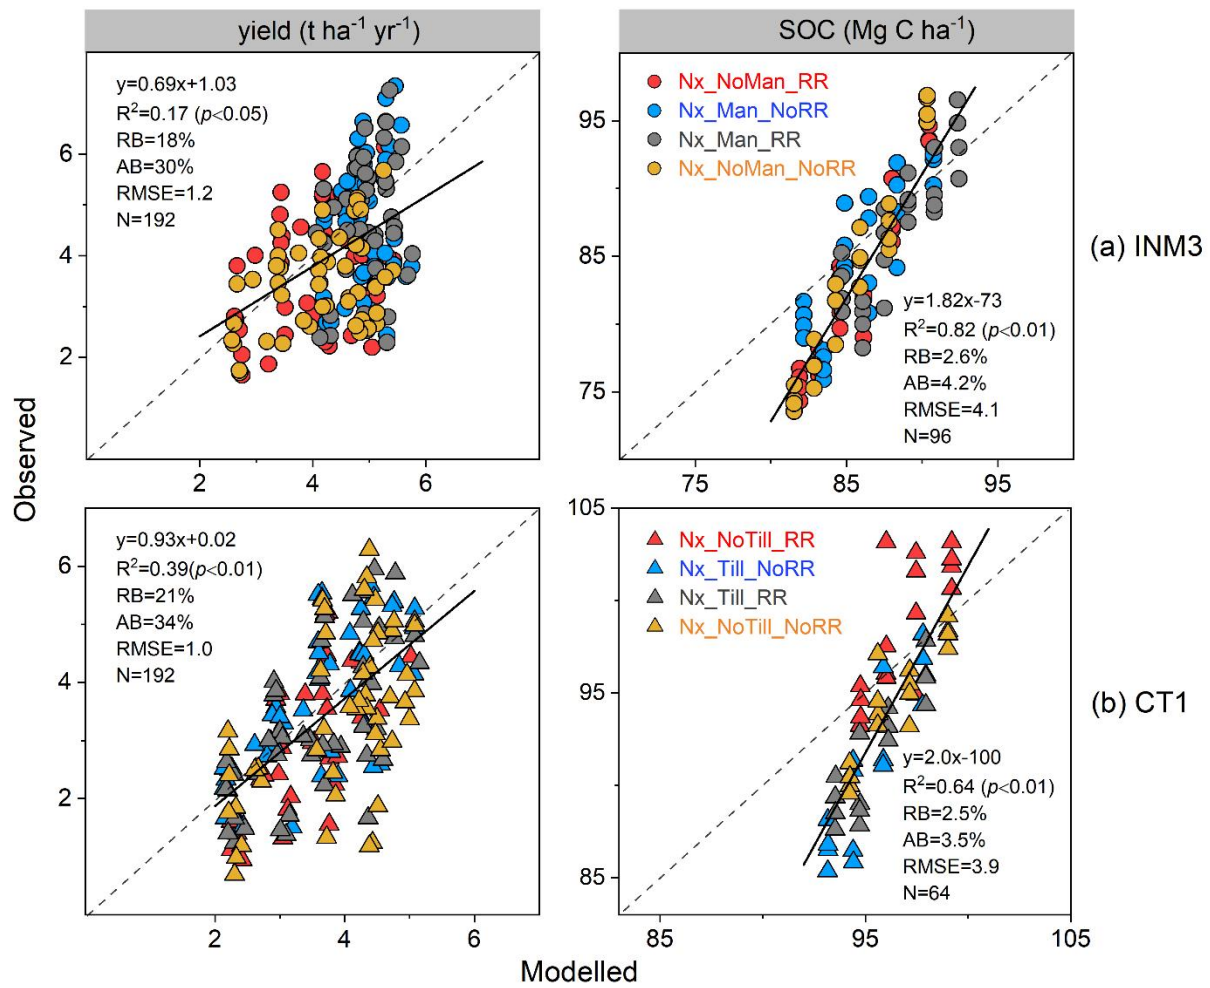 yield (t ha⁻¹ yr⁻¹)
SOC (Mg C ha⁻¹)
y=0.69x+1.03
R²=0.17 (p<0.05)
RB=18%
AB=30%
RMSE=1.2
N=192
6
4
2
2
4
6
Nx_NoMan_RR
Nx_Man_NoRR
Nx_Man_RR
Nx_NoMan_NoRR
y=1.82x-73
R²=0.82 (p<0.01)
RB=2.6%
AB=4.2%
RMSE=4.1
N=96
95
85
75
75
85
95
(a) INM3
Observed
y=0.93x+0.02
R²=0.39(p<0.01)
RB=21%
AB=34%
RMSE=1.0
N=192
6
4
2
2
4
6
105
Nx_NoTill_RR
Nx_Till_NoRR
Nx_Till_RR
Nx_NoTill_NoRR
y=2.0x-100
R²=0.64 (p<0.01)
RB=2.5%
AB=3.5%
RMSE=3.9
N=64
95
85
85
95
105
(b) CT1
Modelled